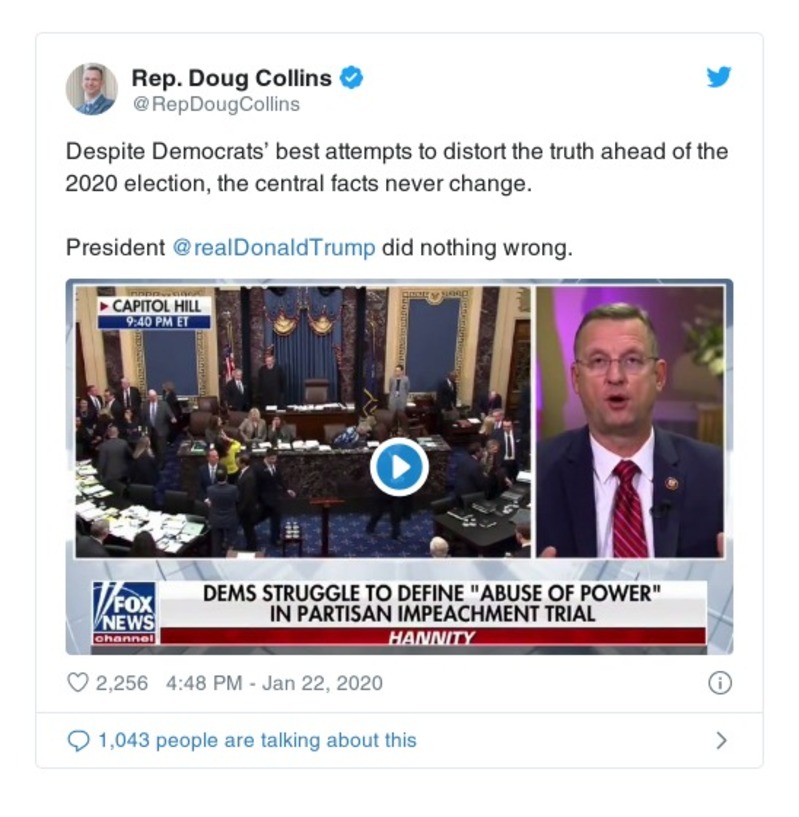 Rep. Doug Collins
@RepDougCollins
Despite Democrats’ best attempts to distort the truth ahead of the
2020 election, the central facts never change.
President @realDonaldTrump did nothing wrong.
CAPITOL HILL
9:40 PM ET
DEMS STRUGGLE TO DEFINE "ABUSE OF POWER"
IN PARTISAN IMPEACHMENT TRIAL
FOX
NEWS
channel
HANNITY
2,256 4:48 PM - Jan 22, 2020
1,043 people are talking about this